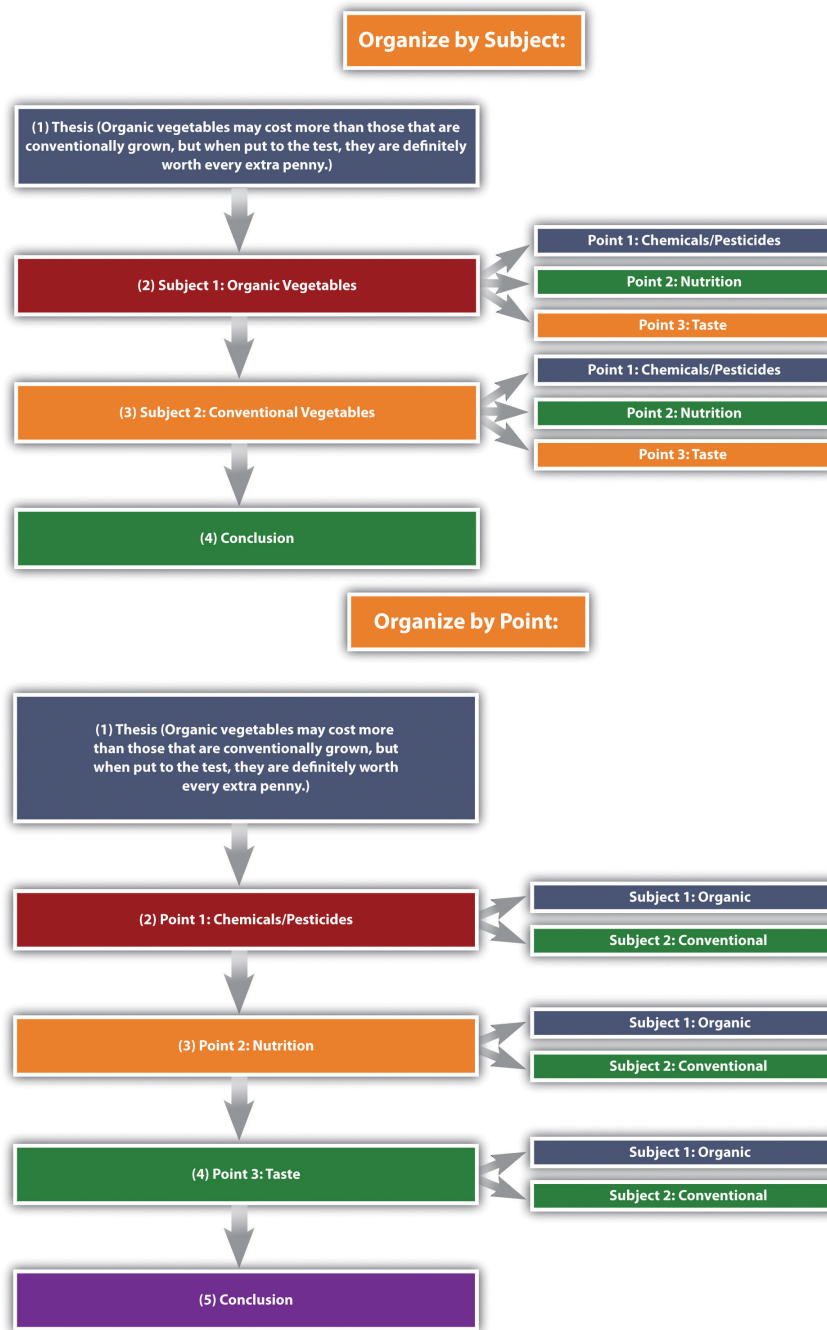 Organize by Subject:
(1) Thesis (Organic vegetables may cost more than those that are
conventionally grown, but when put to the test, they are definitely
worth every extra penny.)
(2) Subject 1: Organic Vegetables
Point 1: Chemicals/Pesticides
Point 2: Nutrition
Point 3: Taste
(3) Subject 2: Conventional Vegetables
Point 1: Chemicals/Pesticides
Point 2: Nutrition
Point 3: Taste
(4) Conclusion
Organize by Point:
(1) Thesis (Organic vegetables may cost more
than those that are conventionally grown, but
when put to the test, they are definitely worth
every extra penny.)
(2) Point 1: Chemicals/Pesticides
Subject 1: Organic
Subject 2: Conventional
(3) Point 2: Nutrition
Subject 1: Organic
Subject 2: Conventional
(4) Point 3: Taste
Subject 1: Organic
Subject 2: Conventional
(5) Conclusion